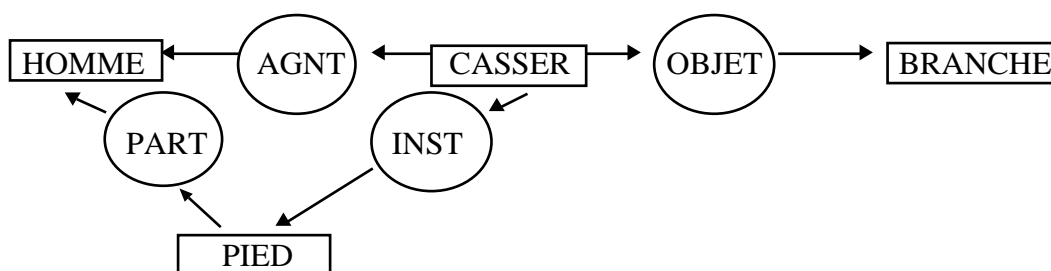 HOMME AGNT CASSER OBJET BRANCHE
PART INST
PIED